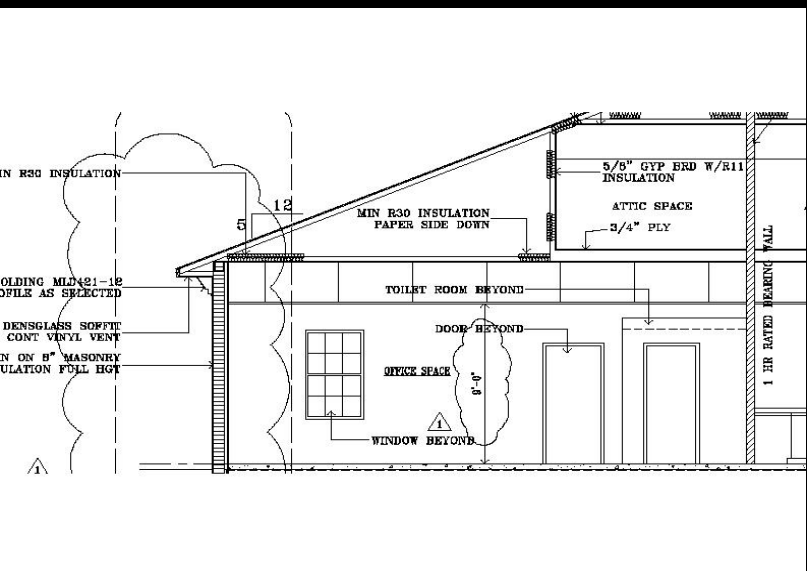 IN R30 INSULATION
12
5
MIN R30 INSULATION
PAPER SIDE DOWN
5/8" GYP BRD W/R11
INSULATION
ATTIC SPACE
3/4" PLY
OLDING MLD421-12
OFILE AS SELECTED
DENSGLASS SOFFIT
CONT VINYL VENT
IN ON 8" MASONRY
ULATION FULL HGT
TOILET ROOM BEYOND
DOOR BEYOND
OFFICE SPACE
9'-0"
1
WINDOW BEYOND
1 HR RATED BEARING WALL
1